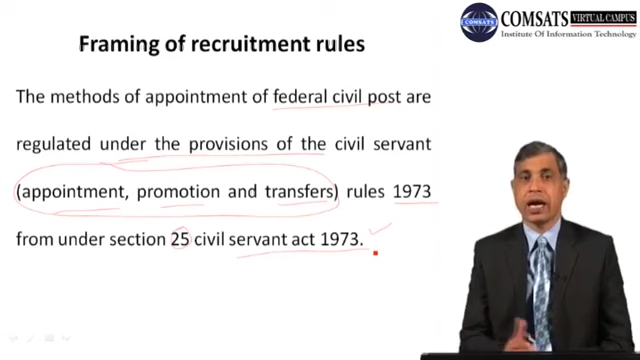 COMSATS VIRTUAL CAMPUS
Institute Of Information Technology
COMSATS
Framing of recruitment rules
The methods of appointment of federal civil post are
regulated under the provisions of the civil servant
(appointment, promotion and transfers) rules 1973
from under section 25 civil servant act 1973.